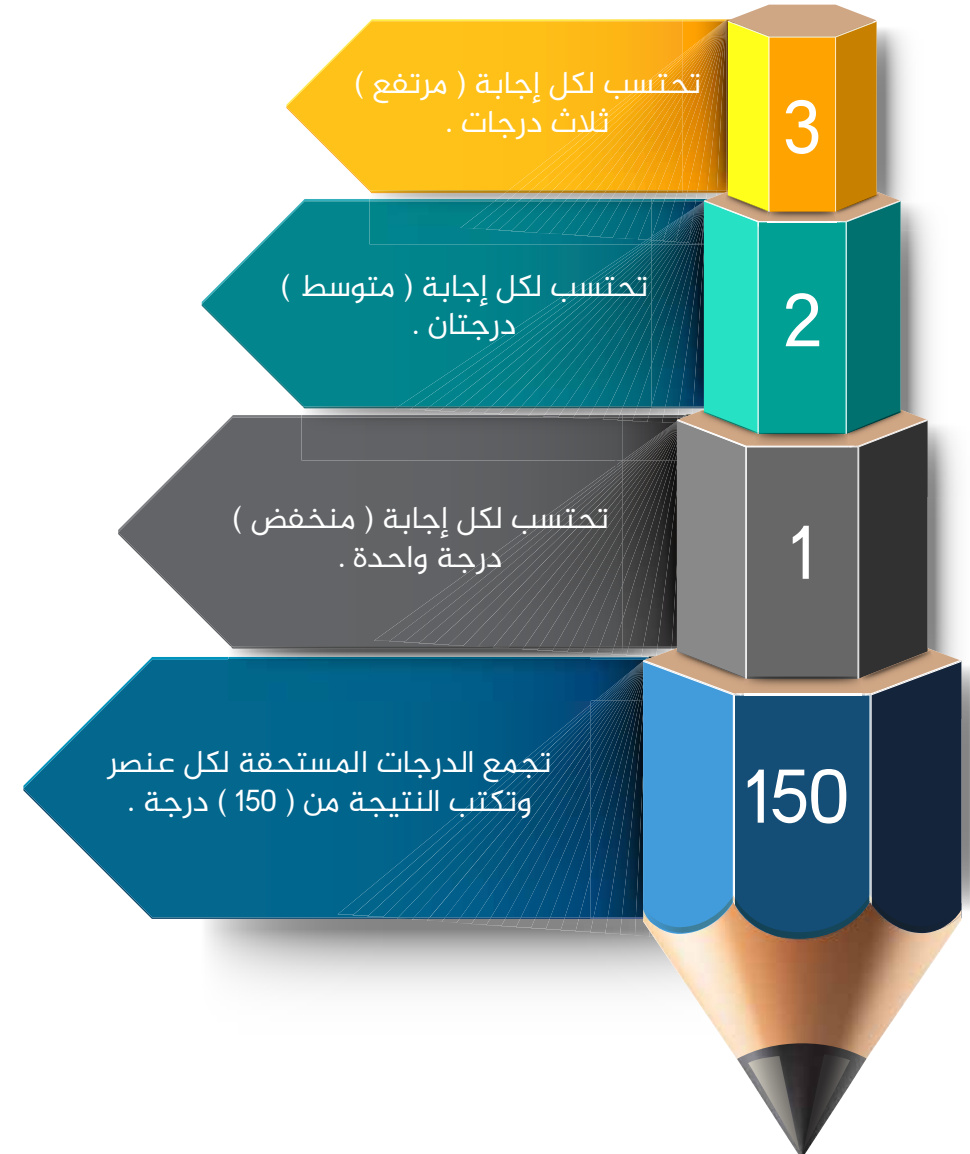 تحتسب لكل إجابة ( مرتفع )
ثلاث درجات .
3
تحتسب لكل إجابة ( متوسط )
درجتان .
2
تحتسب لكل إجابة ( منخفض )
درجة واحدة .
1
تجمع الدرجات المستحقة لكل عنصر
وتكتب النتيجة من ( 150 ) درجة .
150